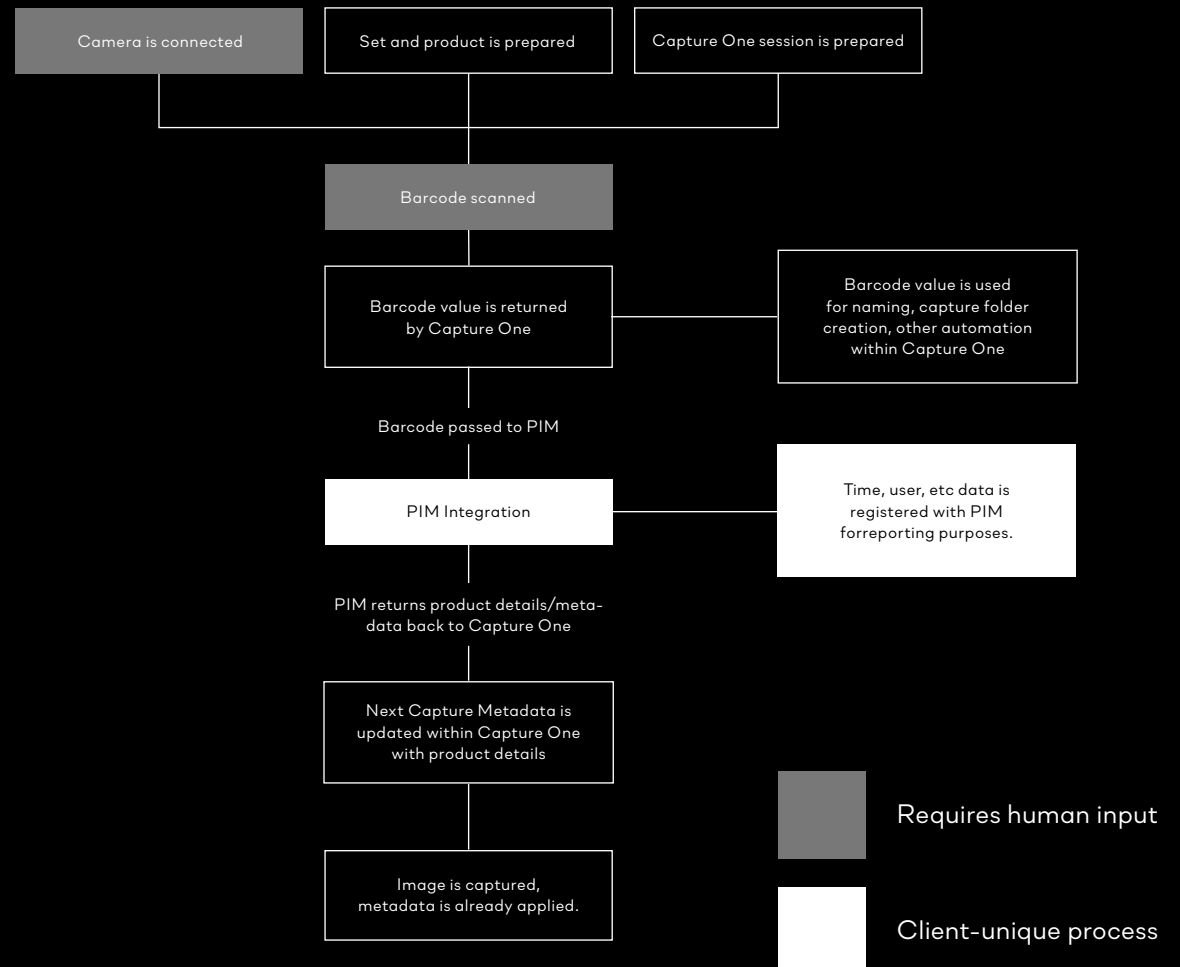 Camera is connected
Set and product is prepared
Capture One session is prepared
Barcode scanned
Barcode value is returned
by Capture One
Barcode value is used
for naming, capture folder
creation, other automation
within Capture One
Barcode passed to PIM
PIM Integration
Time, user, etc data is
registered with PIM
forreporting purposes.
PIM returns product details/meta-
data back to Capture One
Next Capture Metadata is
updated within Capture One
with product details
Image is captured,
metadata is already applied.
Requires human input
Client-unique process